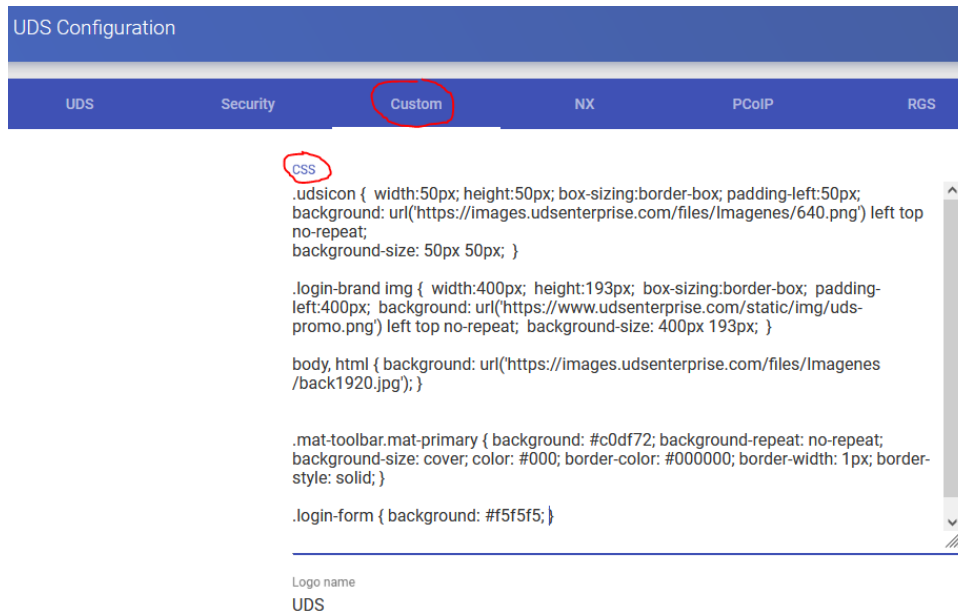 UDS Configuration
UDS Security Custom NX PCoIP RGS
CSS
.udsicon {  width:50px; height:50px; box-sizing:border-box; padding-left:50px;
background: url('https://images.udsenterprise.com/files/Imagenes/640.png') left top
no-repeat;
background-size: 50px 50px;  }
.login-brand img {  width:400px;  height:193px;  box-sizing:border-box;  padding-
left:400px;  background: url('https://www.udsenterprise.com/static/img/uds-
promo.png') left top no-repeat;  background-size: 400px 193px;  }
body, html { background: url('https://images.udsenterprise.com/files/Imagenes
/back1920.jpg'); }
.mat-toolbar.mat-primary { background: #c0df72; background-repeat: no-repeat;
background-size: cover; color: #000; border-color: #000000; border-width: 1px; border-
style: solid; }
.login-form { background: #f5f5f5; }
Logo name
UDS